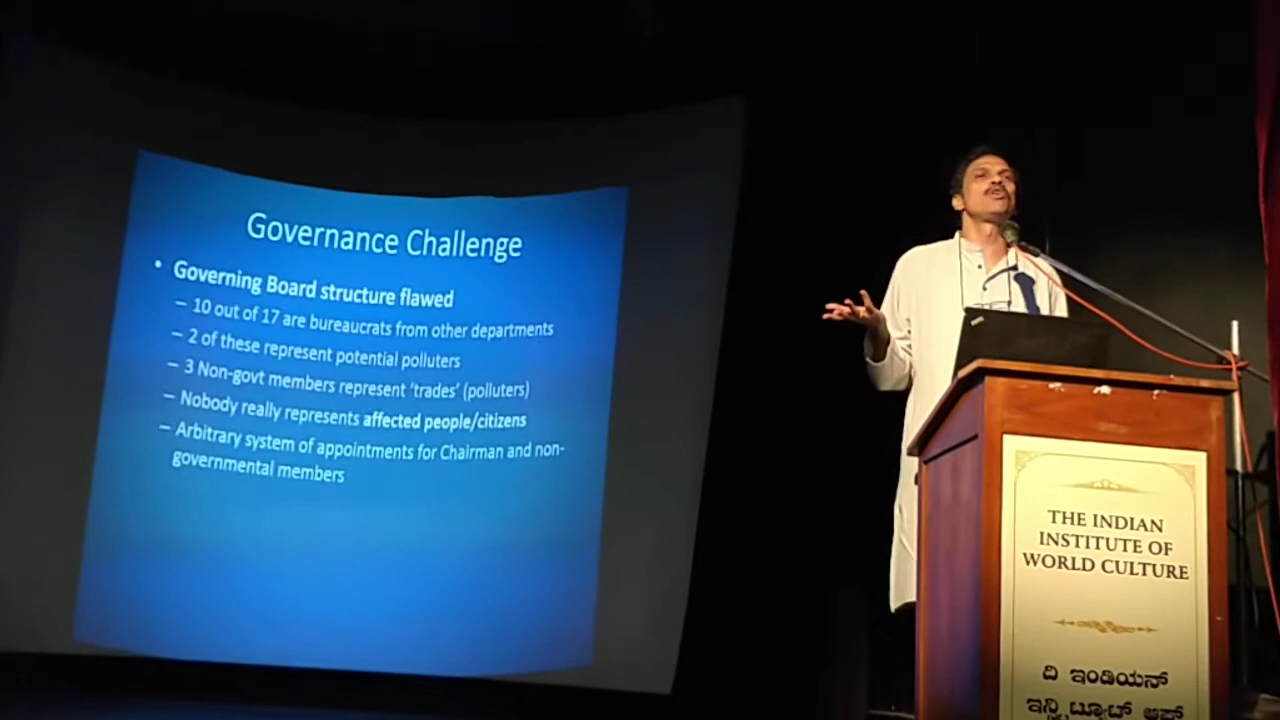 Governance Challenge
• Governing Board structure flawed
– 10 out of 17 are bureaucrats from other departments
– 2 of these represent potential polluters
– 3 Non-govt members represent ‘trades’ (polluters)
– Nobody really represents affected people/citizens
– Arbitrary system of appointments for Chairman and non-
governmental members
THE INDIAN
INSTITUTE OF
WORLD CULTURE
ದಿ ಇಂಡಿಯನ್
ಇನ್ಸ್ಟಿಟ್ಯೂಟ್ ಆಫ್